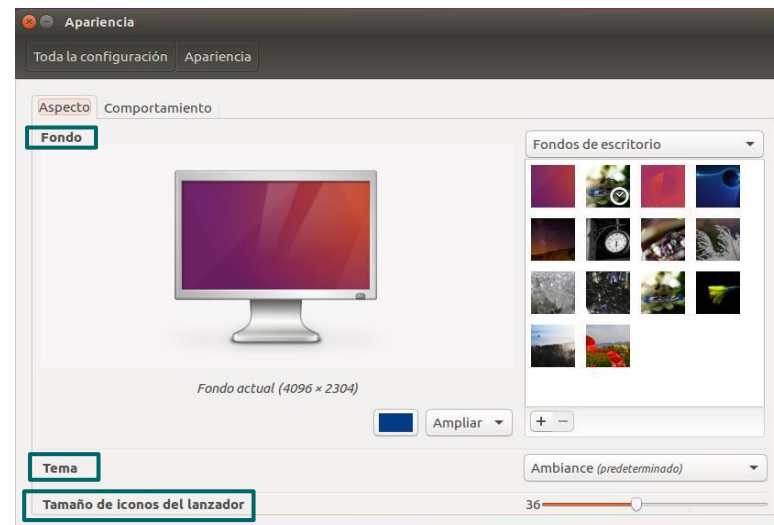 Apariencia
Toda la configuración Apariencia
Aspecto Comportamiento
Fondo
Fondos de escritorio
Fondo actual (4096 × 2304)
Ampliar
+ −
Tema
Ambiance (predeterminado)
Tamaño de iconos del lanzador
36